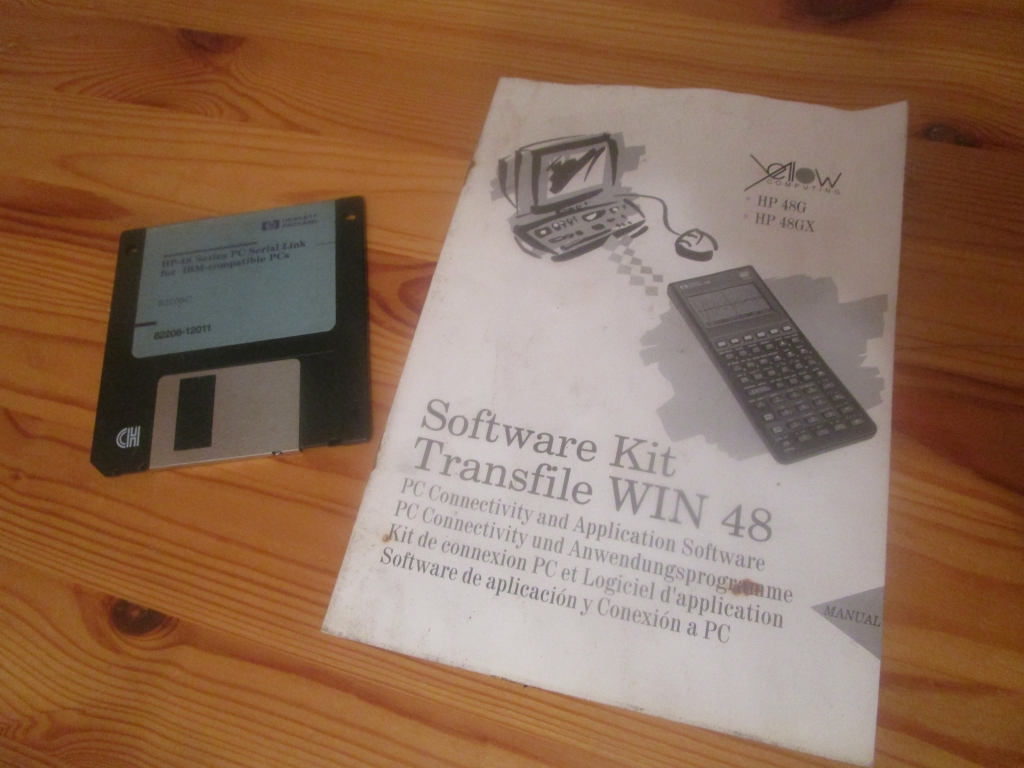 HEWLETT
PACKARD
HP-48 Series PC Serial Link
for IBM-compatible PCs
82208-12011
CH
Yellow
COMPUTING
HP 48G
HP 48GX
Software Kit
Transfile WIN 48
PC Connectivity and Application Software
PC Connectivity und Anwendungsprogramme
Kit de connexion PC et Logiciel d'application
Software de aplicación y Conexión a PC
MANUAL